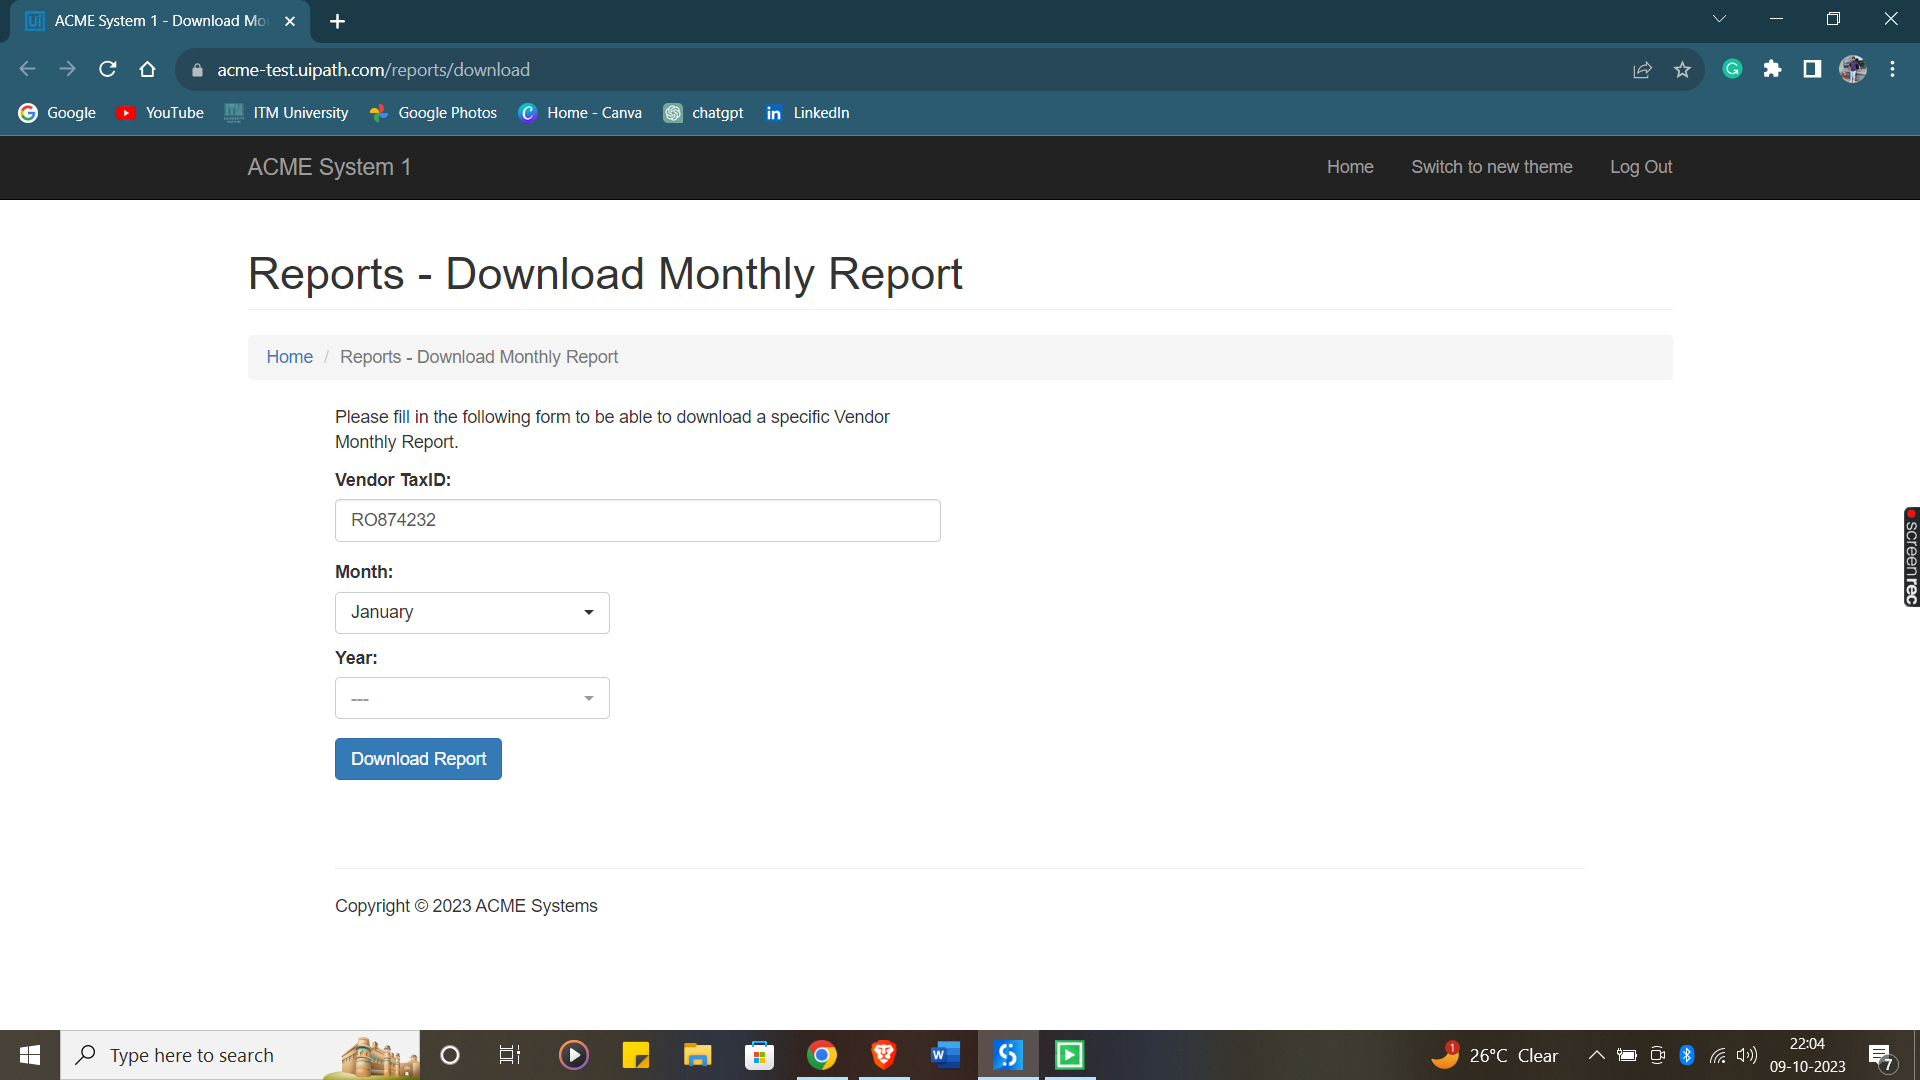 ACME System 1 - Download Mo
acme-test.uipath.com/reports/download
Google YouTube ITM University Google Photos Home - Canva chatgpt LinkedIn
ACME System 1 Home Switch to new theme Log Out
Reports - Download Monthly Report
Home / Reports - Download Monthly Report
Please fill in the following form to be able to download a specific Vendor
Monthly Report.
Vendor TaxID:
RO874232
Month:
January
Year:
---
Download Report
screenrec
Copyright © 2023 ACME Systems
Type here to search
1 26°C Clear
22:04
09-10-2023
7